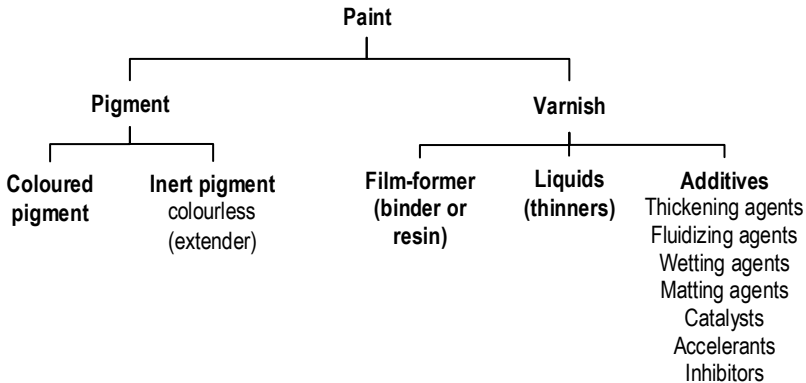 Paint
Pigment
Varnish
Coloured
pigment
Inert pigment
colourless
(extender)
Film-former
(binder or
resin)
Liquids
(thinners)
Additives
Thickening agents
Fluidizing agents
Wetting agents
Matting agents
Catalysts
Accelerants
Inhibitors